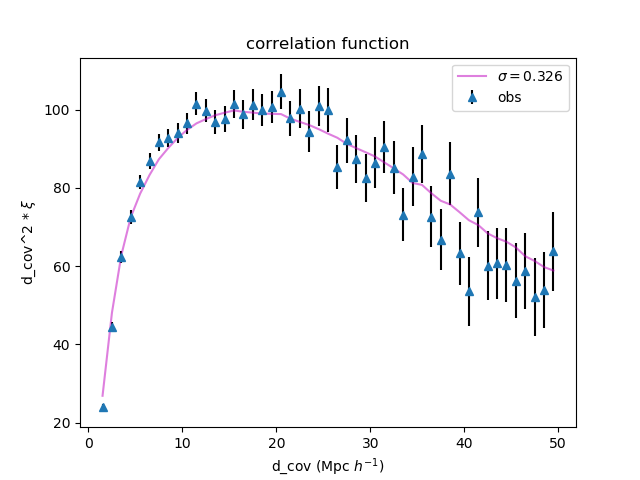 correlation function
σ = 0.326
obs
100
80
60
40
20
d_cov^2 * ξ
0 10 20 30 40 50
d_cov (Mpc h⁻¹)